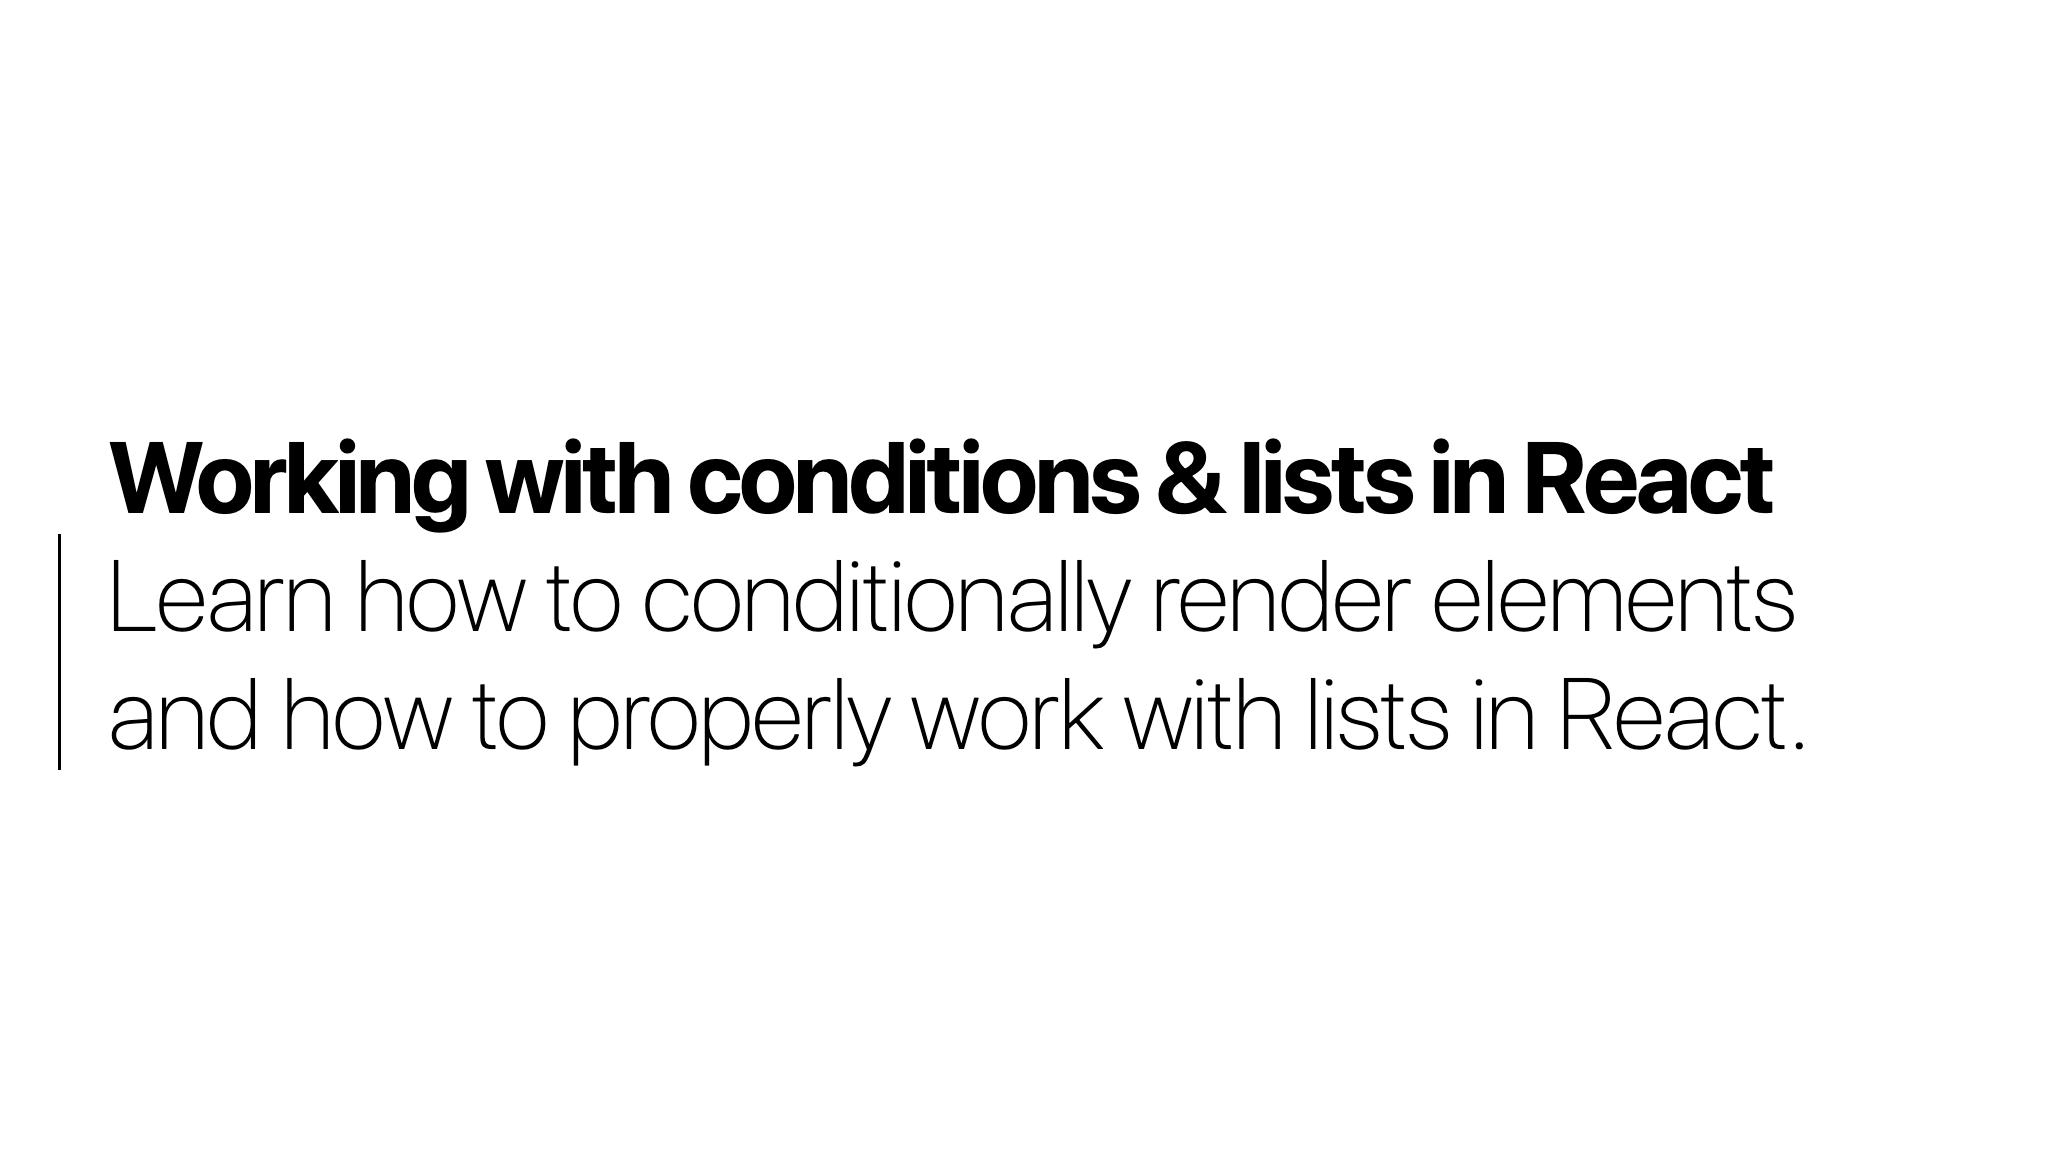 Working with conditions & lists in React
Learn how to conditionally render elements
and how to properly work with lists in React.